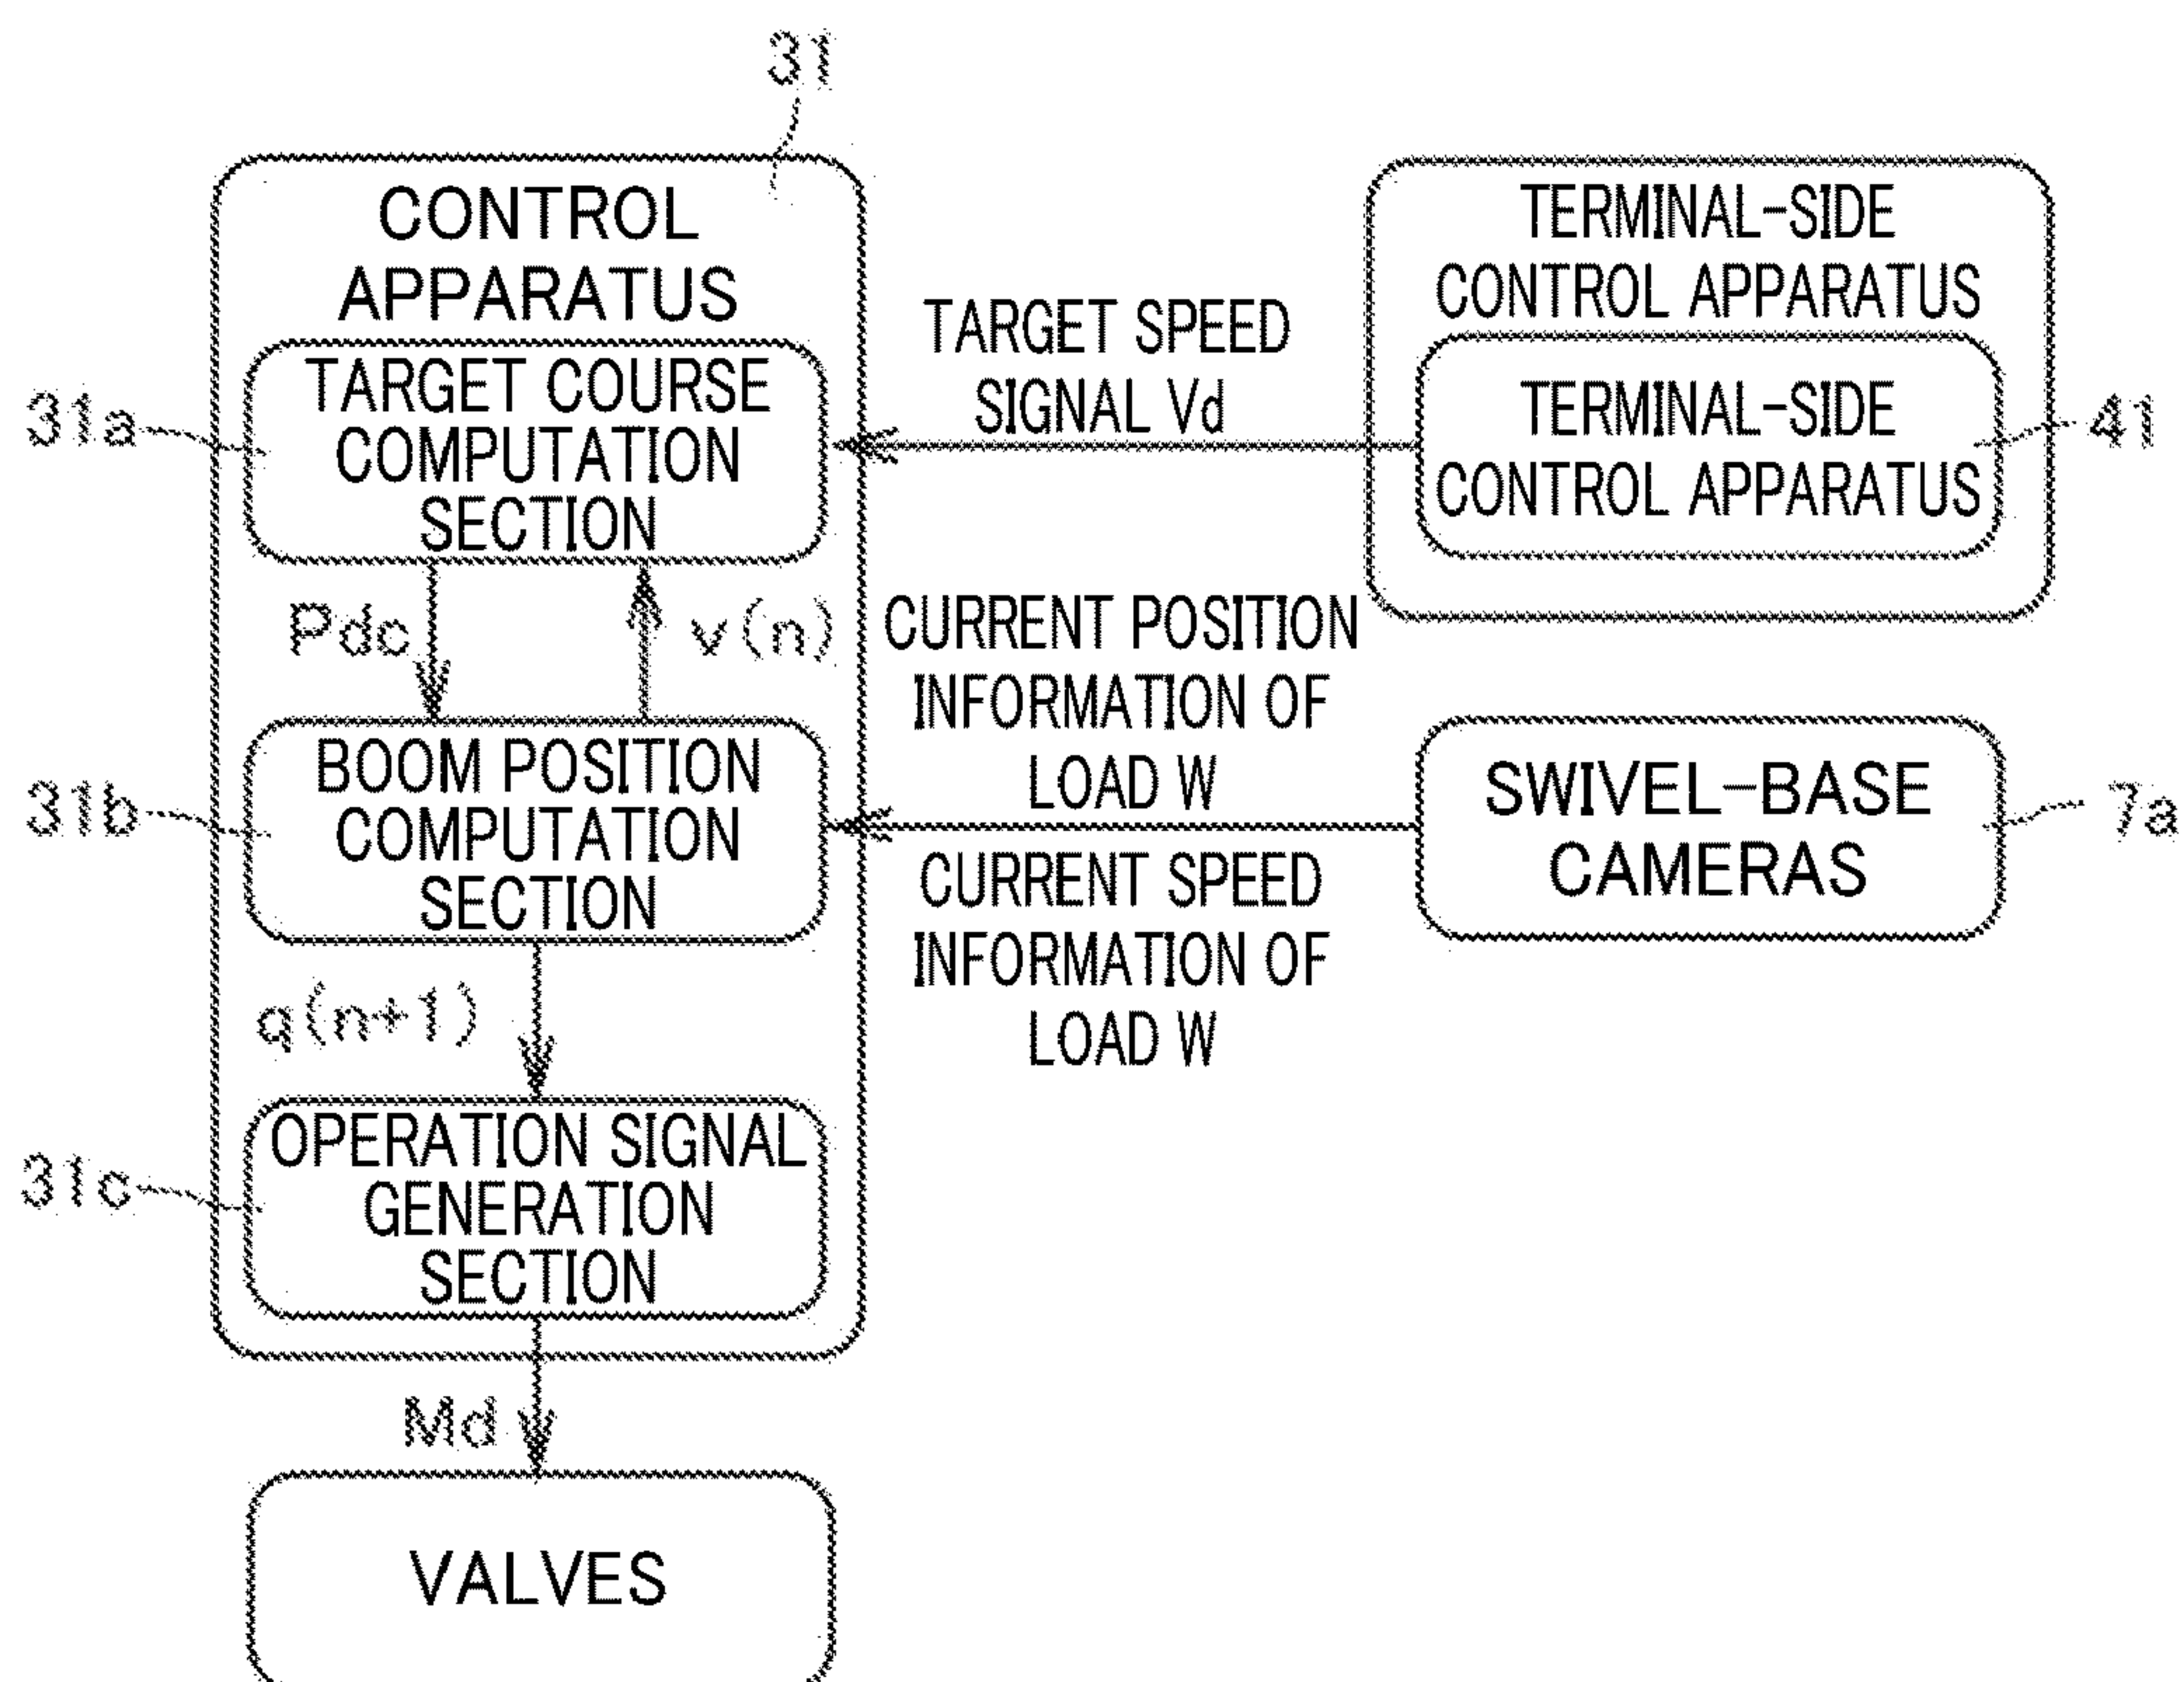 31
CONTROL
APPARATUS
TERMINAL-SIDE
CONTROL APPARATUS
TARGET SPEED
SIGNAL Vd
31a
TARGET COURSE
COMPUTATION
SECTION
TERMINAL-SIDE
CONTROL APPARATUS
41
Pdc
v(n)
CURRENT POSITION
INFORMATION OF
LOAD W
31b
BOOM POSITION
COMPUTATION
SECTION
SWIVEL-BASE
CAMERAS
7a
CURRENT SPEED
INFORMATION OF
LOAD W
q(n+1)
31c
OPERATION SIGNAL
GENERATION
SECTION
Md
VALVES